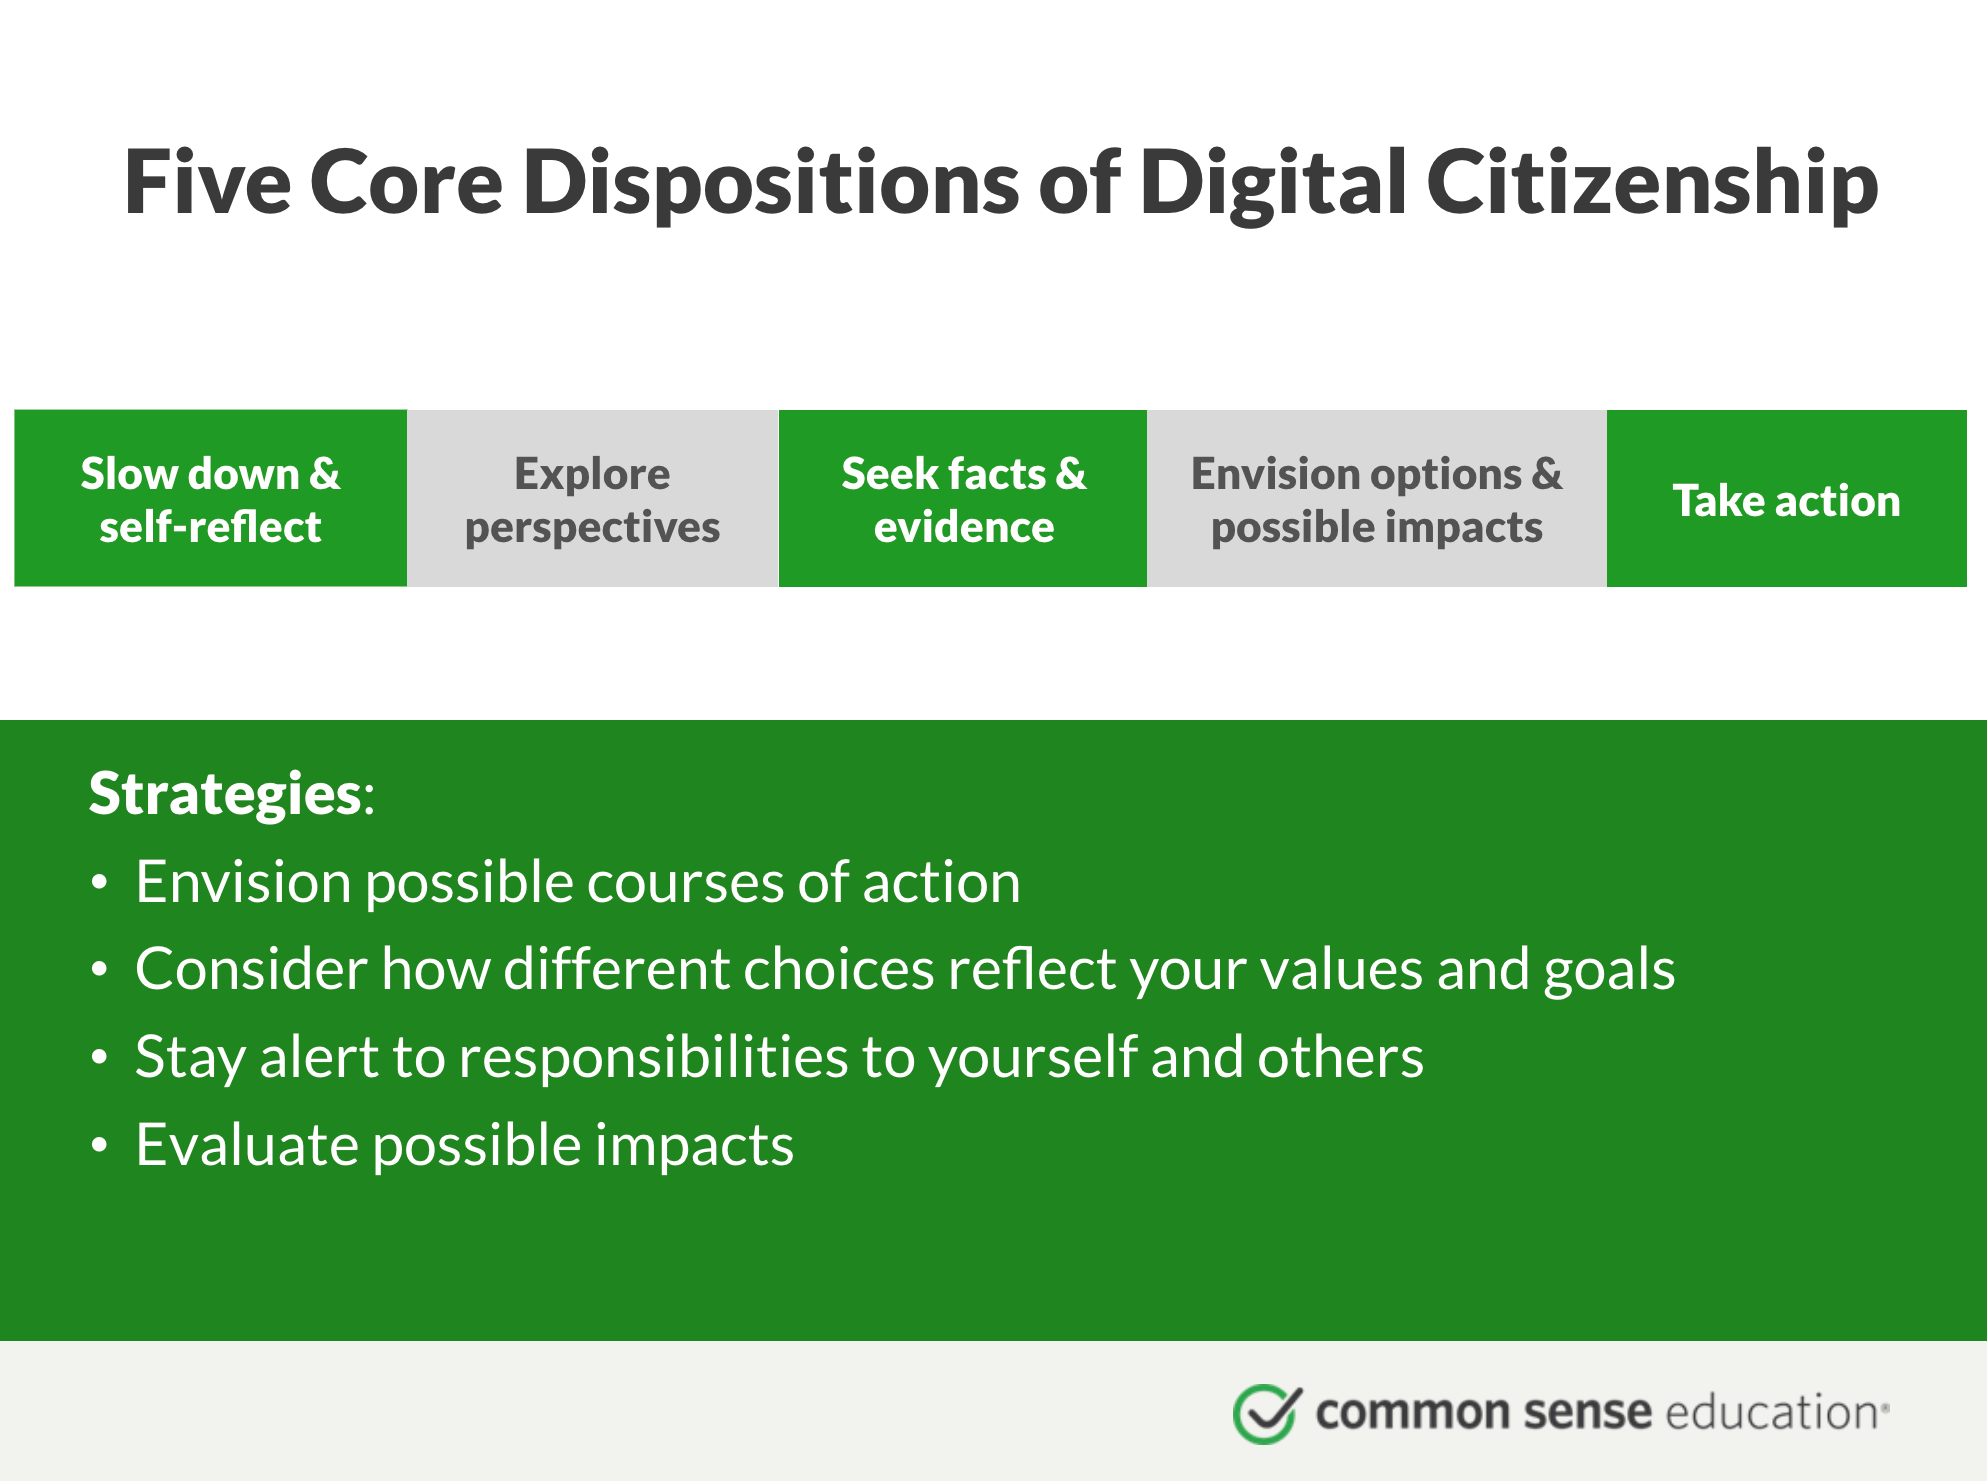 Five Core Dispositions of Digital Citizenship
Slow down &
self-reflect
Explore
perspectives
Seek facts &
evidence
Envision options &
possible impacts
Take action
Strategies:
• Envision possible courses of action
• Consider how different choices reflect your values and goals
• Stay alert to responsibilities to yourself and others
• Evaluate possible impacts
common sense education®